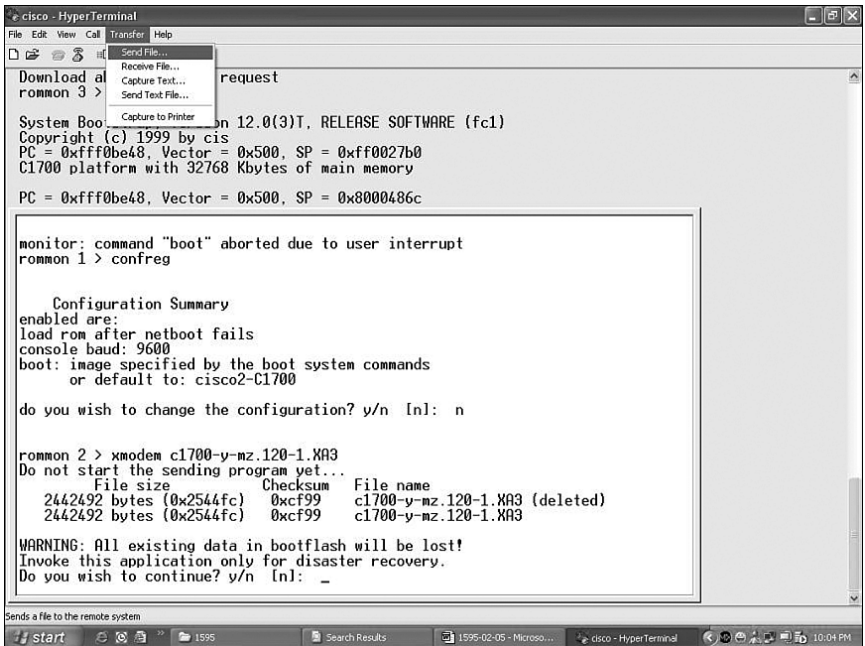 cisco - HyperTerminal
File Edit View Call Transfer Help
Send File...
Receive File...
Capture Text...
Send Text File...
Capture to Printer
Download a request
rommon 3 >
System Boo on 12.0(3)T, RELEASE SOFTWARE (fc1)
Copyright (c) 1999 by cis
PC = 0xfff0be48, Vector = 0x500, SP = 0xff0027b0
C1700 platform with 32768 Kbytes of main memory
PC = 0xfff0be48, Vector = 0x500, SP = 0x8000486c
monitor: command "boot" aborted due to user interrupt
rommon 1 > confreg
Configuration Summary
enabled are:
load rom after netboot fails
console baud: 9600
boot: image specified by the boot system commands
or default to: cisco2-C1700
do you wish to change the configuration? y/n [n]: n
rommon 2 > xmodem c1700-y-mz.120-1.XA3
Do not start the sending program yet...
File size Checksum File name
2442492 bytes (0x2544fc) 0xcf99 c1700-y-mz.120-1.XA3 (deleted)
2442492 bytes (0x2544fc) 0xcf99 c1700-y-mz.120-1.XA3
WARNING: All existing data in bootflash will be lost!
Invoke this application only for disaster recovery.
Do you wish to continue? y/n [n]: _
Sends a file to the remote system
start 1595 Search Results 1595-02-05 - Microso... cisco - HyperTerminal 10:04 PM